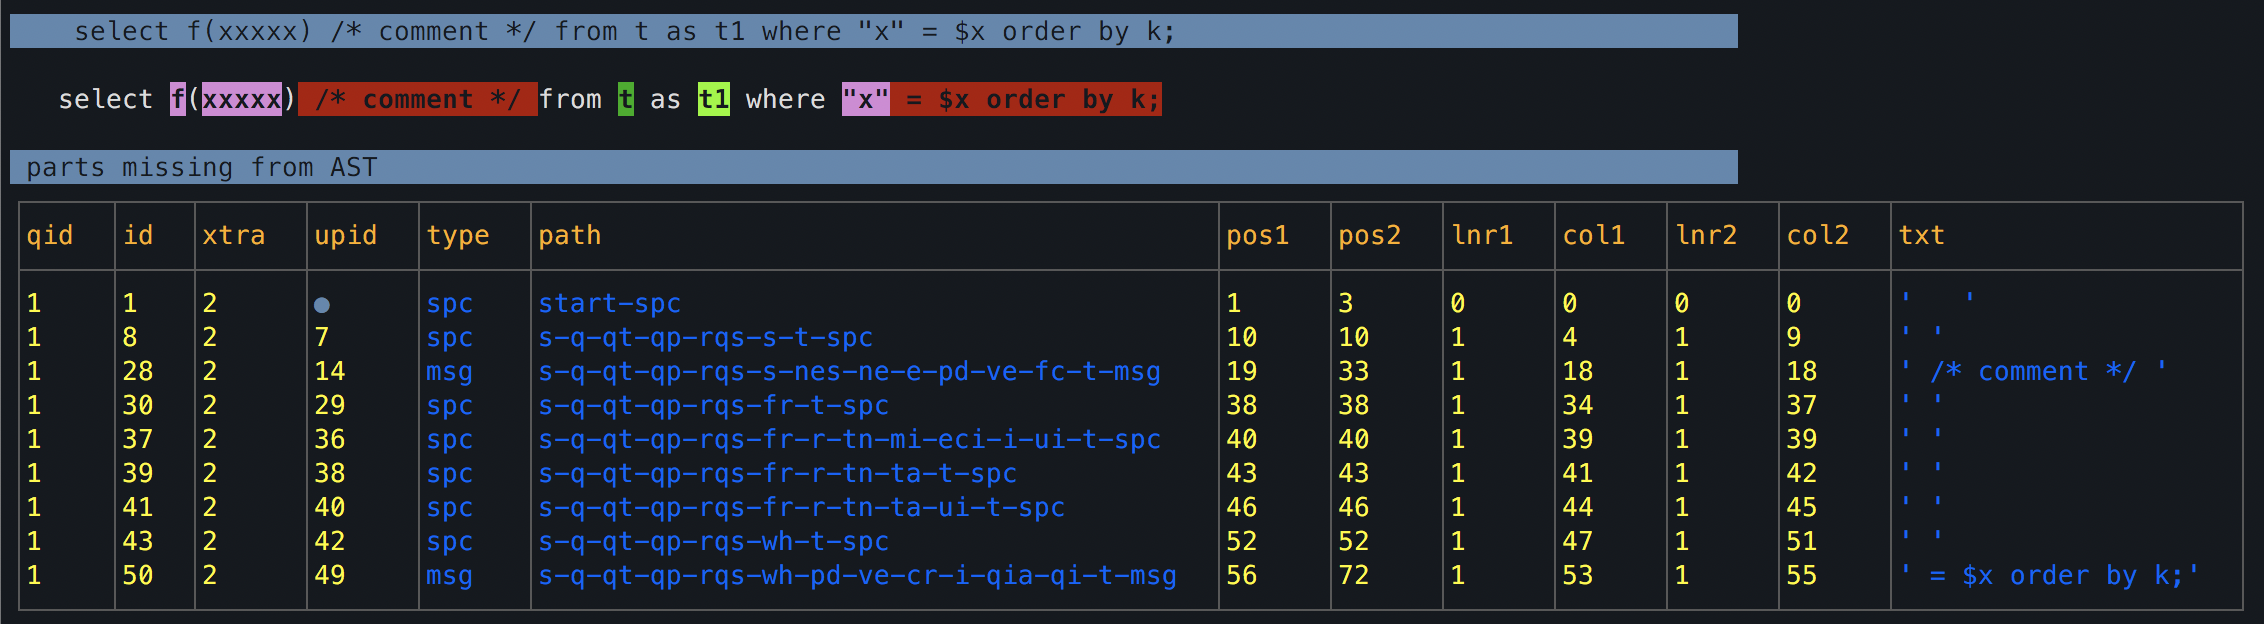 select f(xxxxx) /* comment */ from t as t1 where "x" = $x order by k;
select f(xxxxx) /* comment */ from t as t1 where "x" = $x order by k;
parts missing from AST
qid id xtra upid type path pos1 pos2 lnr1 col1 lnr2 col2 txt
1 1 2 ● spc start-spc 1 3 0 0 0 0 '   '
1 8 2 7 spc s-q-qt-qp-rqs-s-t-spc 10 10 1 4 1 9 ' '
1 28 2 14 msg s-q-qt-qp-rqs-s-nes-ne-e-pd-ve-fc-t-msg 19 33 1 18 1 18 ' /* comment */ '
1 30 2 29 spc s-q-qt-qp-rqs-fr-t-spc 38 38 1 34 1 37 ' '
1 37 2 36 spc s-q-qt-qp-rqs-fr-r-tn-mi-eci-i-ui-t-spc 40 40 1 39 1 39 ' '
1 39 2 38 spc s-q-qt-qp-rqs-fr-r-tn-ta-t-spc 43 43 1 41 1 42 ' '
1 41 2 40 spc s-q-qt-qp-rqs-fr-r-tn-ta-ui-t-spc 46 46 1 44 1 45 ' '
1 43 2 42 spc s-q-qt-qp-rqs-wh-t-spc 52 52 1 47 1 51 ' '
1 50 2 49 msg s-q-qt-qp-rqs-wh-pd-ve-cr-i-qia-qi-t-msg 56 72 1 53 1 55 ' = $x order by k;'